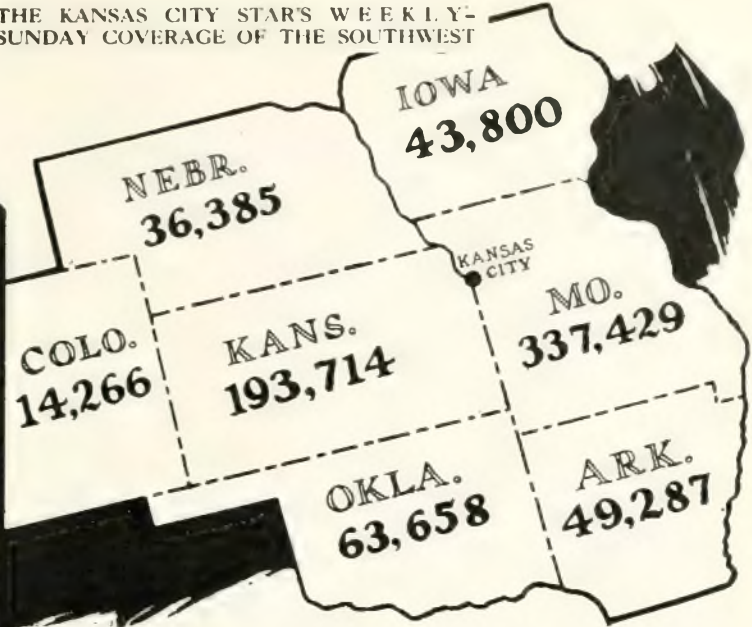 THE KANSAS CITY STAR'S WEEKLY-
SUNDAY COVERAGE OF THE SOUTHWEST
IOWA
43,800
NEBR.
36,385
KANSAS
CITY
MO.
337,429
COLO.
14,266
KANS.
193,714
OKLA.
63,658
ARK.
49,287